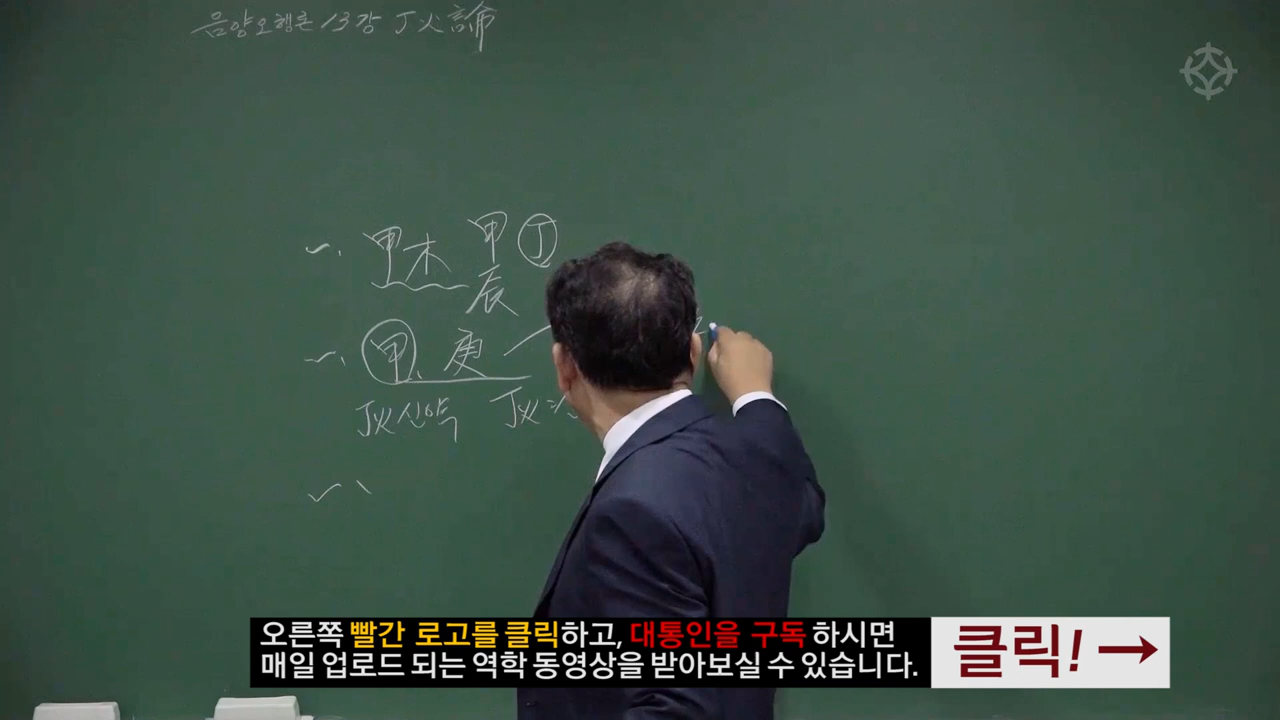 음양오행론 13강 丁火論
一. 甲木 甲 丁
辰
一. 甲. 庚
丁火신약 丁火
오른쪽 빨간 로고를 클릭하고, 대통인을 구독 하시면
매일 업로드 되는 역학 동영상을 받아보실 수 있습니다.
클릭! →